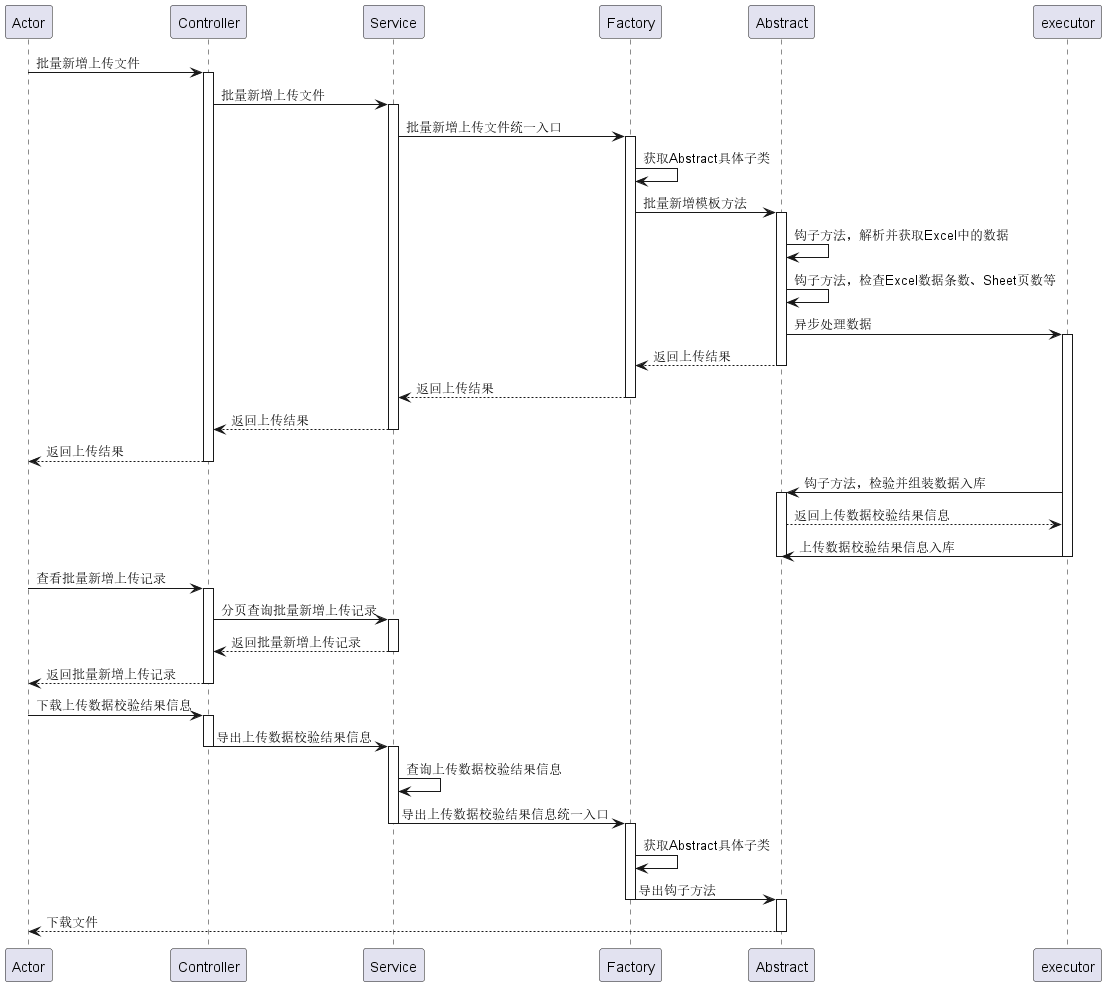 Actor Controller Service Factory Abstract executor
批量新增上传文件
批量新增上传文件
批量新增上传文件统一入口
获取Abstract具体子类
批量新增模板方法
钩子方法，解析并获取Excel中的数据
钩子方法，检查Excel数据条数、Sheet页数等
异步处理数据
返回上传结果
返回上传结果
返回上传结果
返回上传结果
钩子方法，检验并组装数据入库
返回上传数据校验结果信息
上传数据校验结果信息入库
查看批量新增上传记录
分页查询批量新增上传记录
返回批量新增上传记录
返回批量新增上传记录
下载上传数据校验结果信息
导出上传数据校验结果信息
查询上传数据校验结果信息
导出上传数据校验结果信息统一入口
获取Abstract具体子类
导出钩子方法
下载文件
Actor Controller Service Factory Abstract executor